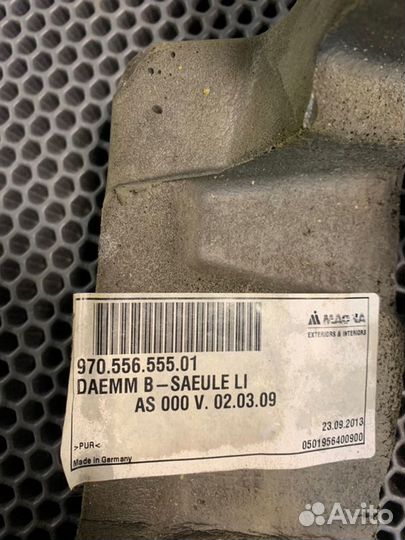 MAGNA
EXTERIORS & INTERIORS
970.556.555.01
DAEMM B-SAEULE LI
AS 000 V. 02.03.09
23.09.2013
>PUR<
0501956400900
Made in Germany
Avito